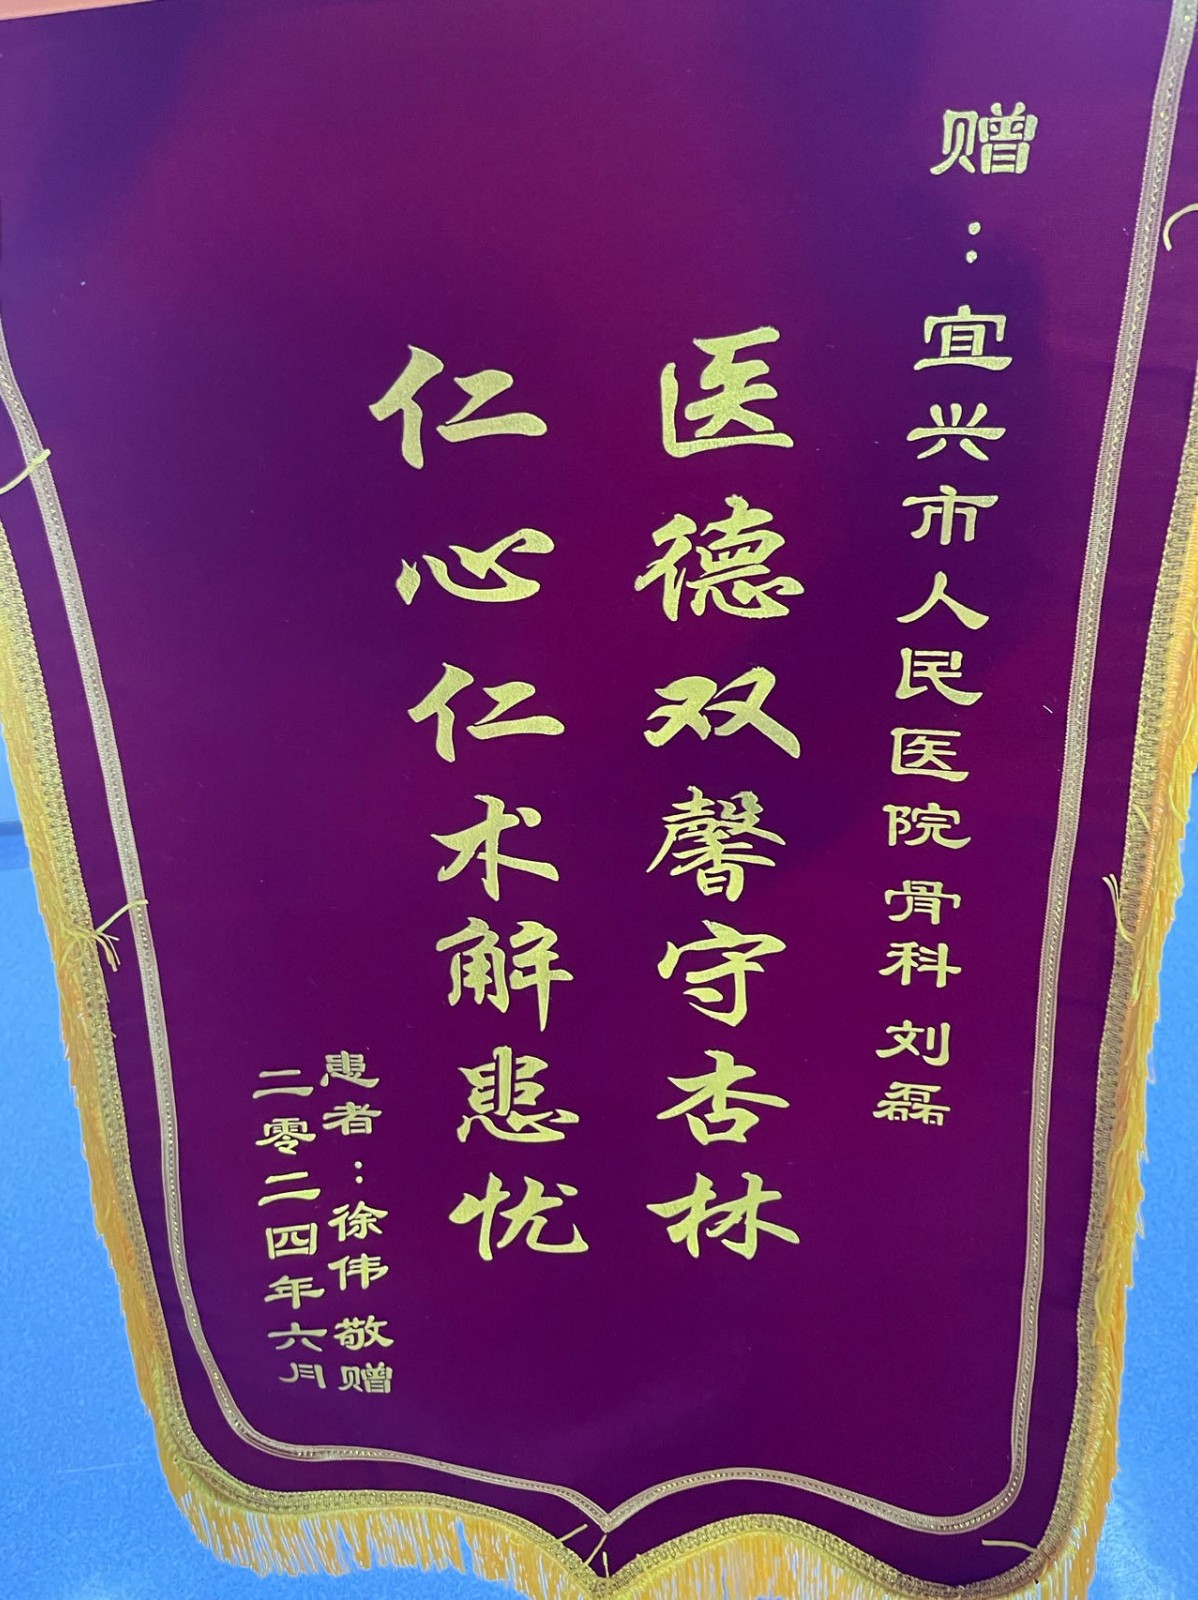 赠：宜兴市人民医院骨科刘磊
医德双馨守杏林
仁心仁术解患忧
患者：徐伟敬赠
二零二四年六月